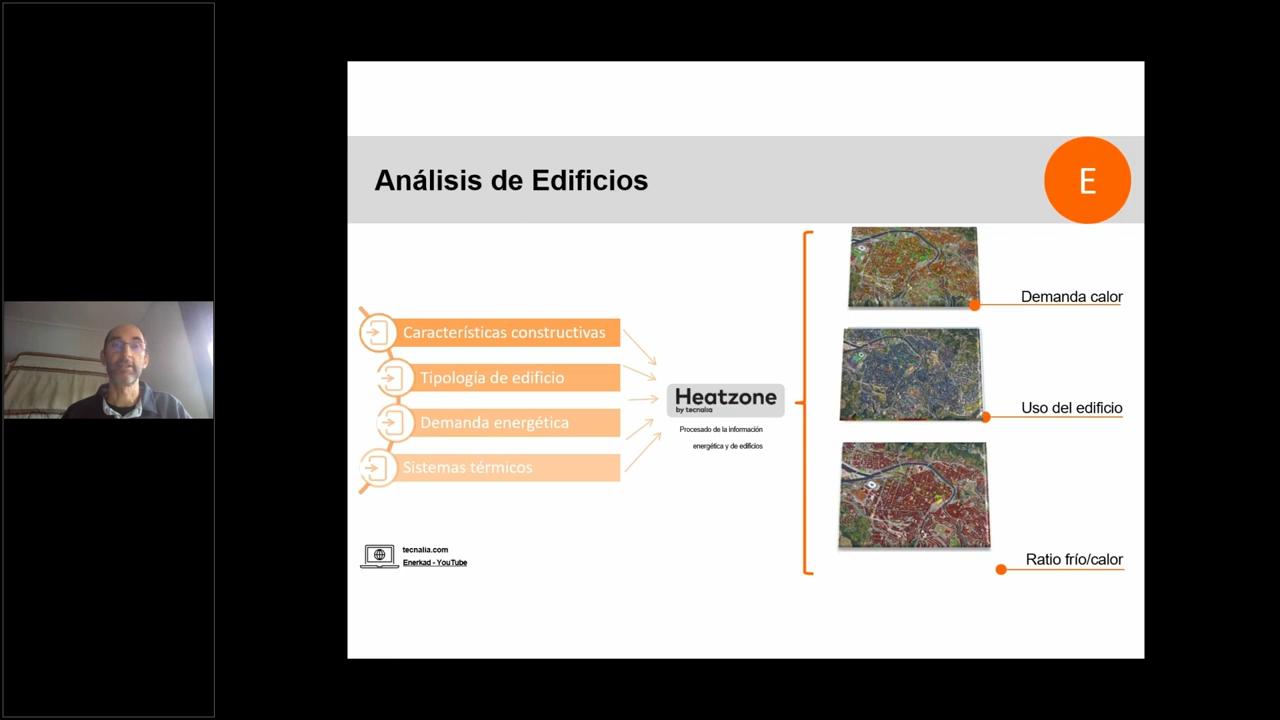 Análisis de Edificios
E
Características constructivas
Tipología de edificio
Demanda energética
Sistemas térmicos
Heatzone
by tecnalia
Procesado de la información
energética y de edificios
Demanda calor
Uso del edificio
Ratio frío/calor
tecnalia.com
Enerkad - YouTube